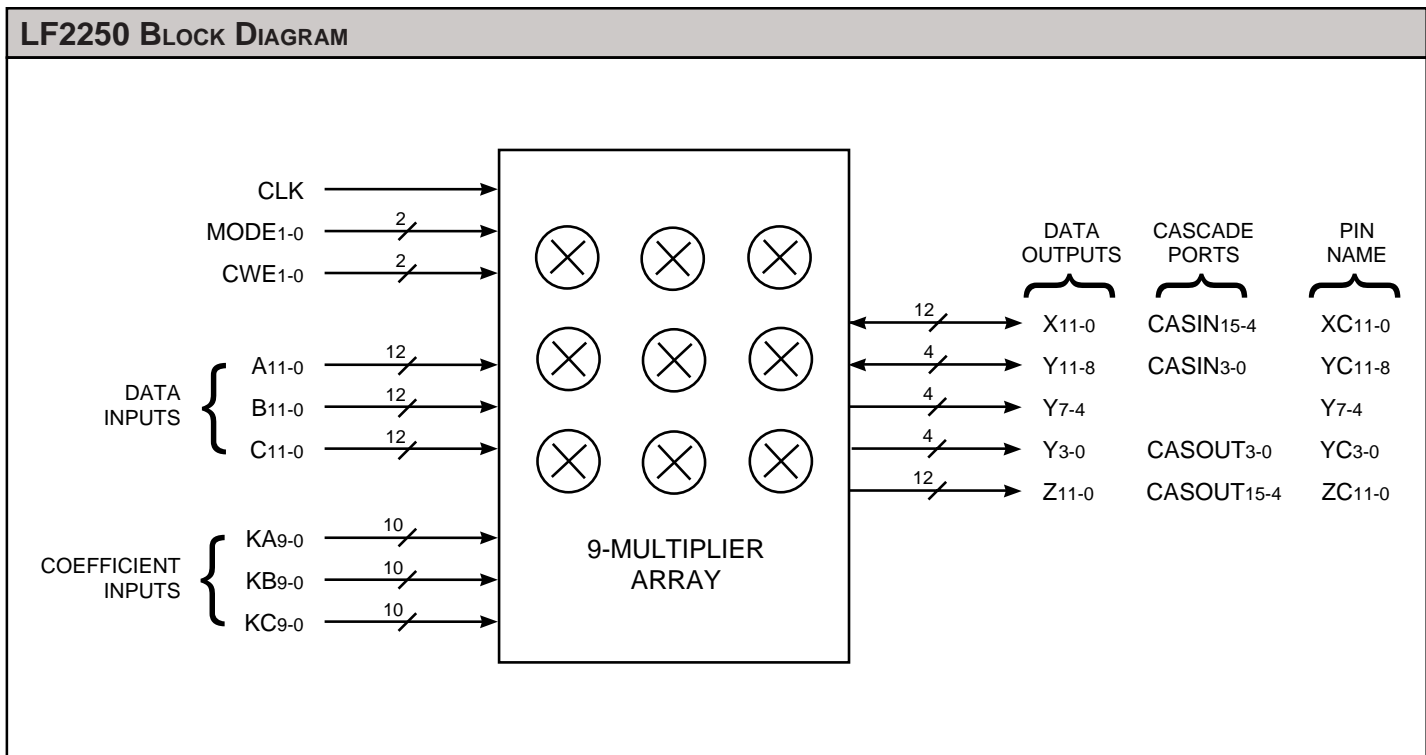 LF2250 BLOCK DIAGRAM
CLK
MODE1-0 2
CWE1-0 2
DATA
INPUTS
A11-0 12
B11-0 12
C11-0 12
COEFFICIENT
INPUTS
KA9-0 10
KB9-0 10
KC9-0 10
9-MULTIPLIER
ARRAY
DATA
OUTPUTS
CASCADE
PORTS
PIN
NAME
12 X11-0 CASIN15-4 XC11-0
4 Y11-8 CASIN3-0 YC11-8
4 Y7-4 Y7-4
4 Y3-0 CASOUT3-0 YC3-0
12 Z11-0 CASOUT15-4 ZC11-0